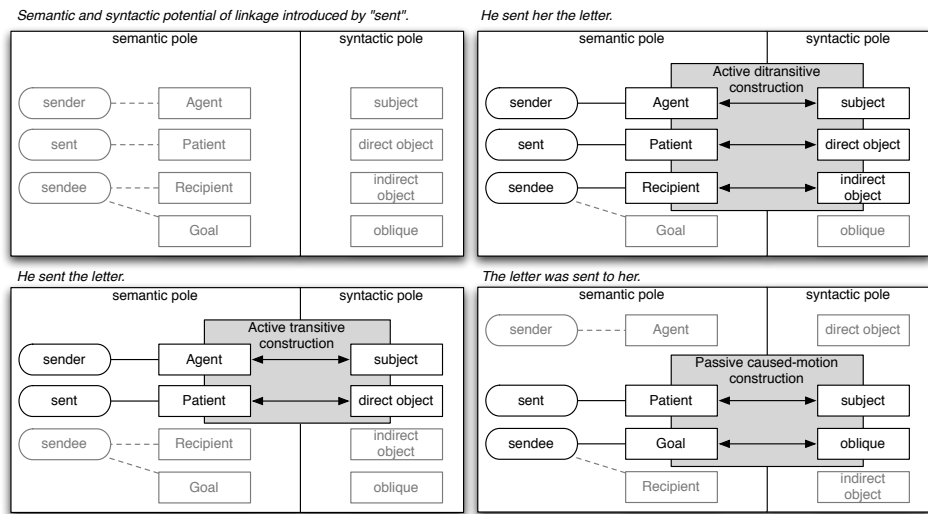 Semantic and syntactic potential of linkage introduced by "sent".
semantic pole
syntactic pole
sender
Agent
subject
sent
Patient
direct object
sendee
Recipient
indirect
object
Goal
oblique
He sent her the letter.
semantic pole
syntactic pole
Active ditransitive
construction
sender
Agent
subject
sent
Patient
direct object
sendee
Recipient
indirect
object
Goal
oblique
He sent the letter.
semantic pole
syntactic pole
Active transitive
construction
sender
Agent
subject
sent
Patient
direct object
sendee
Recipient
indirect
object
Goal
oblique
The letter was sent to her.
semantic pole
syntactic pole
sender
Agent
direct object
Passive caused-motion
construction
sent
Patient
subject
sendee
Goal
oblique
Recipient
indirect
object